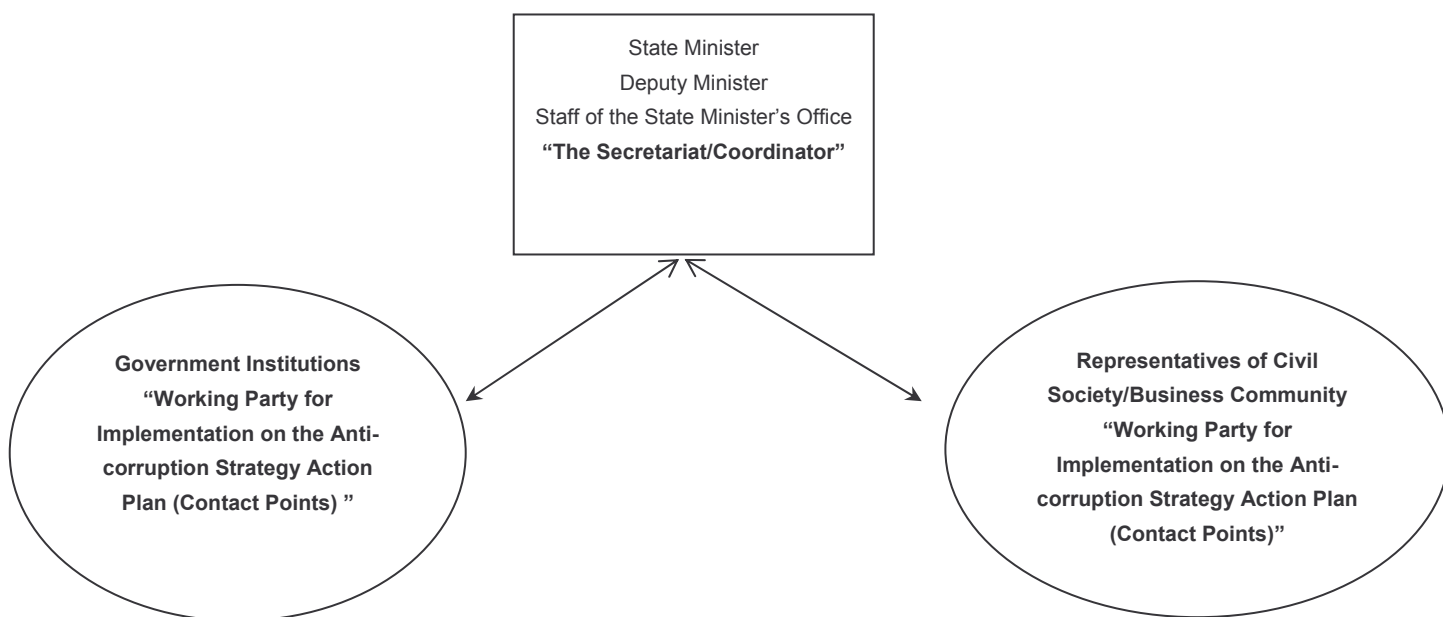 State Minister
Deputy Minister
Staff of the State Minister’s Office
“The Secretariat/Coordinator”
Government Institutions
“Working Party for
Implementation on the Anti-
corruption Strategy Action
Plan (Contact Points) ”
Representatives of Civil
Society/Business Community
“Working Party for
Implementation on the Anti-
corruption Strategy Action Plan
(Contact Points)”